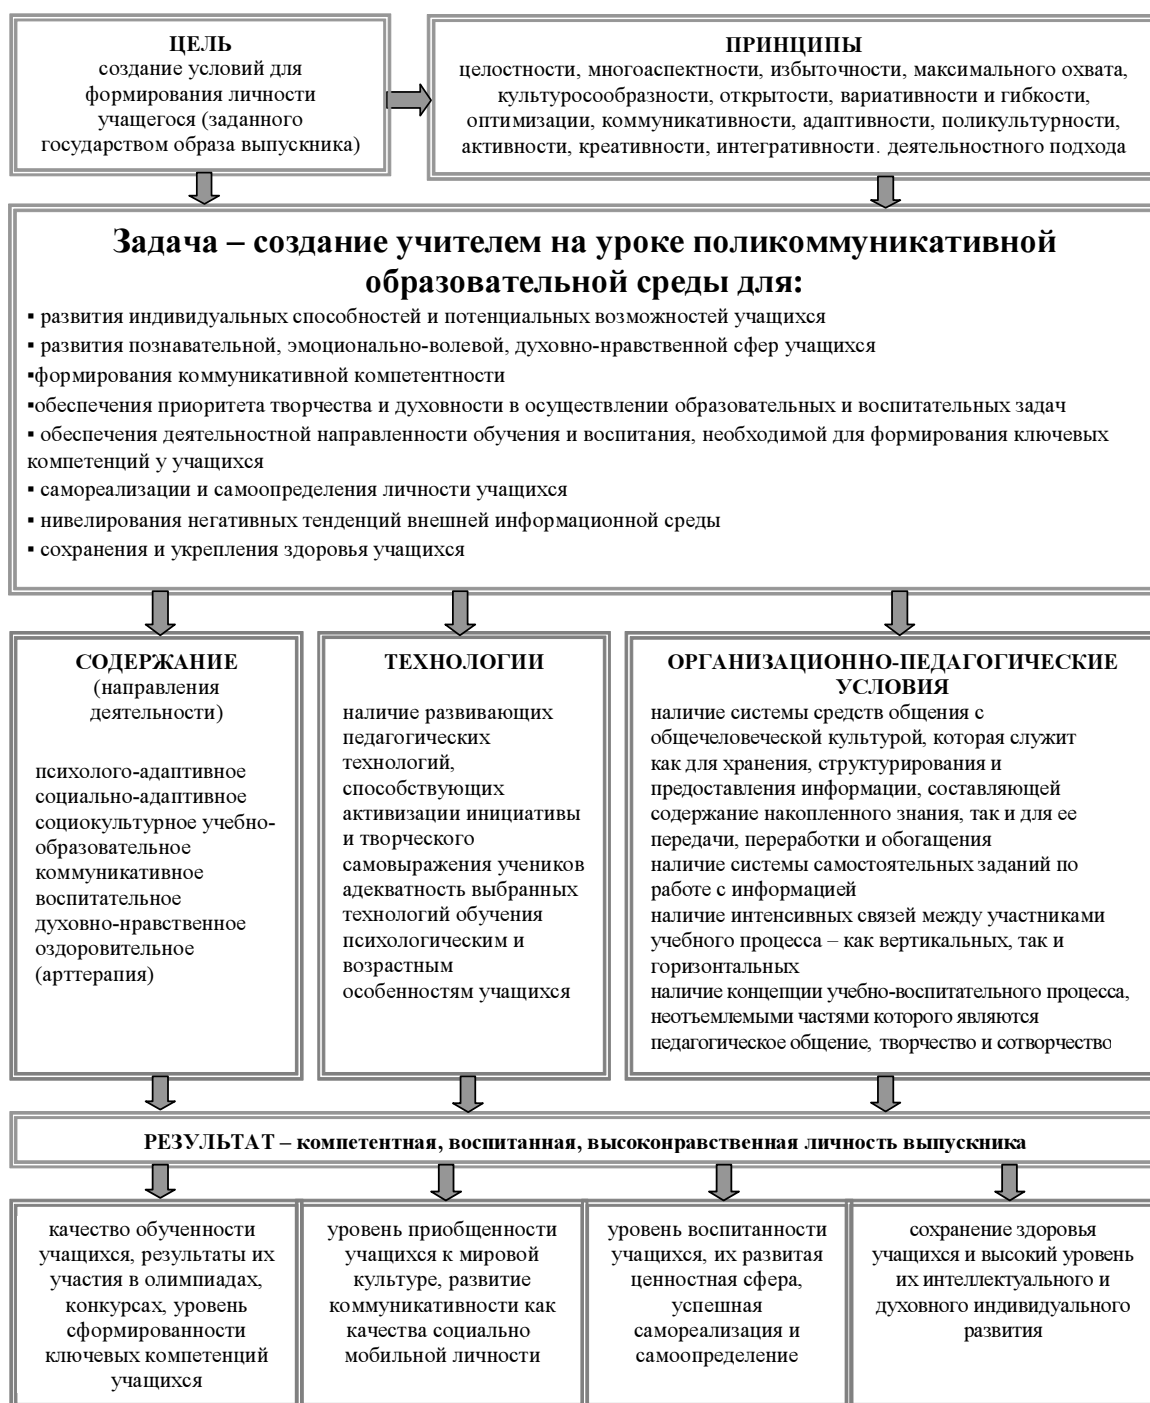 ЦЕЛЬ
создание условий для
формирования личности
учащегося (заданного
государством образа выпускника)
ПРИНЦИПЫ
целостности, многоаспектности, избыточности, максимального охвата,
культуросообразности, открытости, вариативности и гибкости,
оптимизации, коммуникативности, адаптивности, поликультурности,
активности, креативности, интегративности. деятельностного подхода
Задача – создание учителем на уроке поликоммуникативной
образовательной среды для:
▪ развития индивидуальных способностей и потенциальных возможностей учащихся
▪ развития познавательной, эмоционально-волевой, духовно-нравственной сфер учащихся
▪формирования коммуникативной компетентности
▪обеспечения приоритета творчества и духовности в осуществлении образовательных и воспитательных задач
▪ обеспечения деятельностной направленности обучения и воспитания, необходимой для формирования ключевых
компетенций у учащихся
▪ самореализации и самоопределения личности учащихся
▪ нивелирования негативных тенденций внешней информационной среды
▪ сохранения и укрепления здоровья учащихся
СОДЕРЖАНИЕ
(направления
деятельности)
психолого-адаптивное
социально-адаптивное
социокультурное учебно-
образовательное
коммуникативное
воспитательное
духовно-нравственное
оздоровительное
(арттерапия)
ТЕХНОЛОГИИ
наличие развивающих
педагогических
технологий,
способствующих
активизации инициативы
и творческого
самовыражения учеников
адекватность выбранных
технологий обучения
психологическим и
возрастным
особенностям учащихся
ОРГАНИЗАЦИОННО-ПЕДАГОГИЧЕСКИЕ
УСЛОВИЯ
наличие системы средств общения с
общечеловеческой культурой, которая служит
как для хранения, структурирования и
предоставления информации, составляющей
содержание накопленного знания, так и для ее
передачи, переработки и обогащения
наличие системы самостоятельных заданий по
работе с информацией
наличие интенсивных связей между участниками
учебного процесса – как вертикальных, так и
горизонтальных
наличие концепции учебно-воспитательного процесса,
неотъемлемыми частями которого являются
педагогическое общение, творчество и сотворчество
РЕЗУЛЬТАТ – компетентная, воспитанная, высоконравственная личность выпускника
качество обученности
учащихся, результаты их
участия в олимпиадах,
конкурсах, уровень
сформированности
ключевых компетенций
учащихся
уровень приобщенности
учащихся к мировой
культуре, развитие
коммуникативности как
качества социально
мобильной личности
уровень воспитанности
учащихся, их развитая
ценностная сфера,
успешная
самореализация и
самоопределение
сохранение здоровья
учащихся и высокий уровень
их интеллектуального и
духовного индивидуального
развития